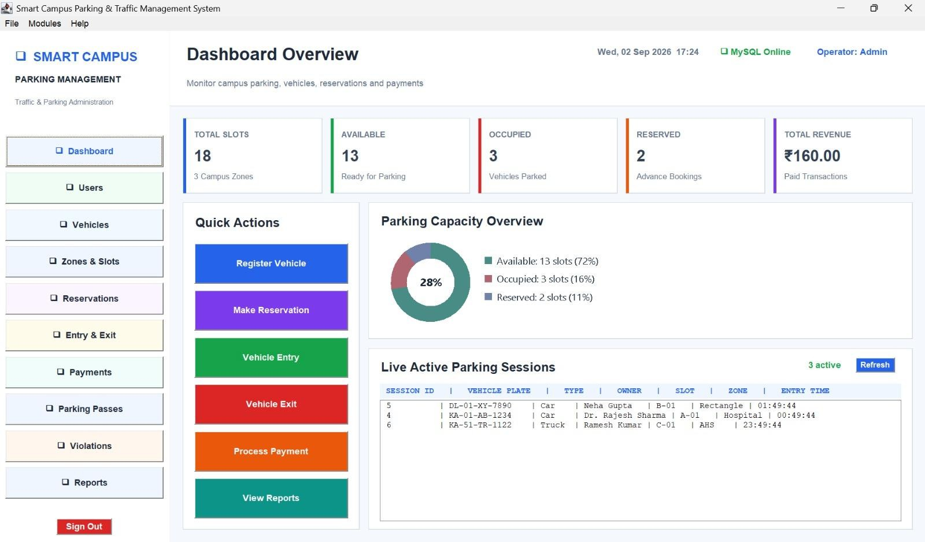 Smart Campus Parking & Traffic Management System
File Modules Help
SMART CAMPUS
PARKING MANAGEMENT
Traffic & Parking Administration
Dashboard
Users
Vehicles
Zones & Slots
Reservations
Entry & Exit
Payments
Parking Passes
Violations
Reports
Sign Out
Dashboard Overview
Monitor campus parking, vehicles, reservations and payments
Wed, 02 Sep 2026 17:24
MySQL Online
Operator: Admin
TOTAL SLOTS
18
3 Campus Zones
AVAILABLE
13
Ready for Parking
OCCUPIED
3
Vehicles Parked
RESERVED
2
Advance Bookings
TOTAL REVENUE
₹160.00
Paid Transactions
Quick Actions
Register Vehicle
Make Reservation
Vehicle Entry
Vehicle Exit
Process Payment
View Reports
Parking Capacity Overview
28%
Available: 13 slots (72%)
Occupied: 3 slots (16%)
Reserved: 2 slots (11%)
Live Active Parking Sessions
3 active
Refresh
SESSION ID | VEHICLE PLATE | TYPE | OWNER | SLOT | ZONE | ENTRY TIME
5 | DL-01-XY-7890 | Car | Neha Gupta | B-01 | Rectangle | 01:49:44
4 | KA-01-AB-1234 | Car | Dr. Rajesh Sharma | A-01 | Hospital | 00:49:44
6 | KA-51-TR-1122 | Truck | Ramesh Kumar | C-01 | AHS | 23:49:44